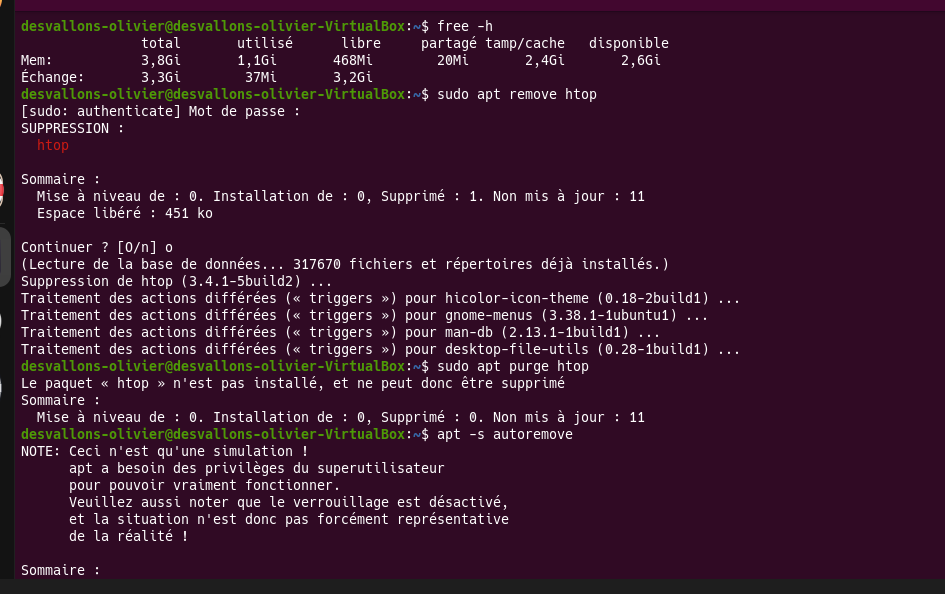 desvallons-olivier@desvallons-olivier-VirtualBox:~$ free -h
total utilisé libre partagé tamp/cache disponible
Mem: 3,8Gi 1,1Gi 468Mi 20Mi 2,4Gi 2,6Gi
Échange: 3,3Gi 37Mi 3,2Gi
desvallons-olivier@desvallons-olivier-VirtualBox:~$ sudo apt remove htop
[sudo: authenticate] Mot de passe :
SUPPRESSION :
htop
Sommaire :
Mise à niveau de : 0. Installation de : 0, Supprimé : 1. Non mis à jour : 11
Espace libéré : 451 ko
Continuer ? [O/n] o
(Lecture de la base de données... 317670 fichiers et répertoires déjà installés.)
Suppression de htop (3.4.1-5build2) ...
Traitement des actions différées (« triggers ») pour hicolor-icon-theme (0.18-2build1) ...
Traitement des actions différées (« triggers ») pour gnome-menus (3.38.1-1ubuntu1) ...
Traitement des actions différées (« triggers ») pour man-db (2.13.1-1build1) ...
Traitement des actions différées (« triggers ») pour desktop-file-utils (0.28-1build1) ...
desvallons-olivier@desvallons-olivier-VirtualBox:~$ sudo apt purge htop
Le paquet « htop » n'est pas installé, et ne peut donc être supprimé
Sommaire :
Mise à niveau de : 0. Installation de : 0, Supprimé : 0. Non mis à jour : 11
desvallons-olivier@desvallons-olivier-VirtualBox:~$ apt -s autoremove
NOTE: Ceci n'est qu'une simulation !
apt a besoin des privilèges du superutilisateur
pour pouvoir vraiment fonctionner.
Veuillez aussi noter que le verrouillage est désactivé,
et la situation n'est donc pas forcément représentative
de la réalité !
Sommaire :